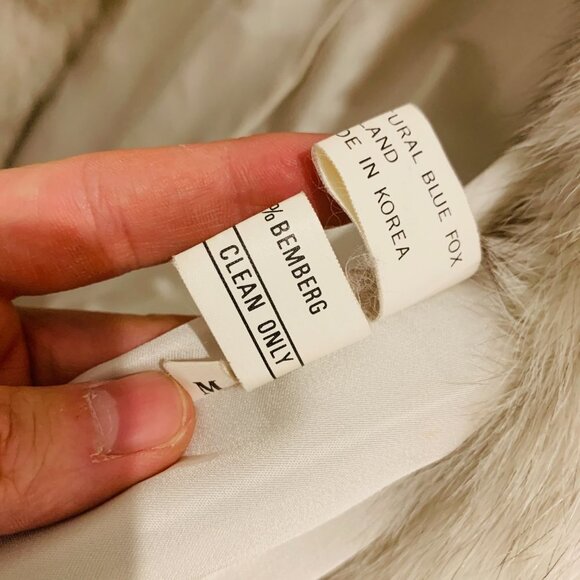 % BEMBERG
CLEAN ONLY
M
URAL BLUE FOX
LAND
DE IN KOREA